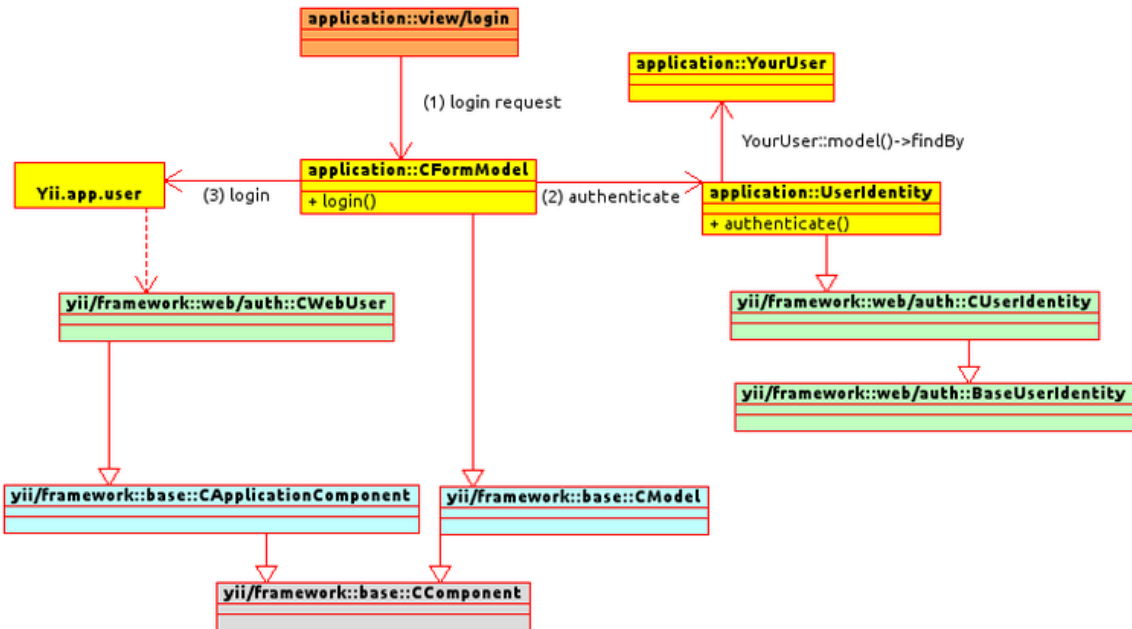 application::view/login
application::YourUser
(1) login request
YourUser::model()->findBy
application::CFormModel
+ login()
Yii.app.user
(3) login
(2) authenticate
application::UserIdentity
+ authenticate()
yii/framework::web/auth::CWebUser
yii/framework::web/auth::CUserIdentity
yii/framework::web/auth::BaseUserIdentity
yii/framework::base::CApplicationComponent
yii/framework::base::CModel
yii/framework::base::CComponent